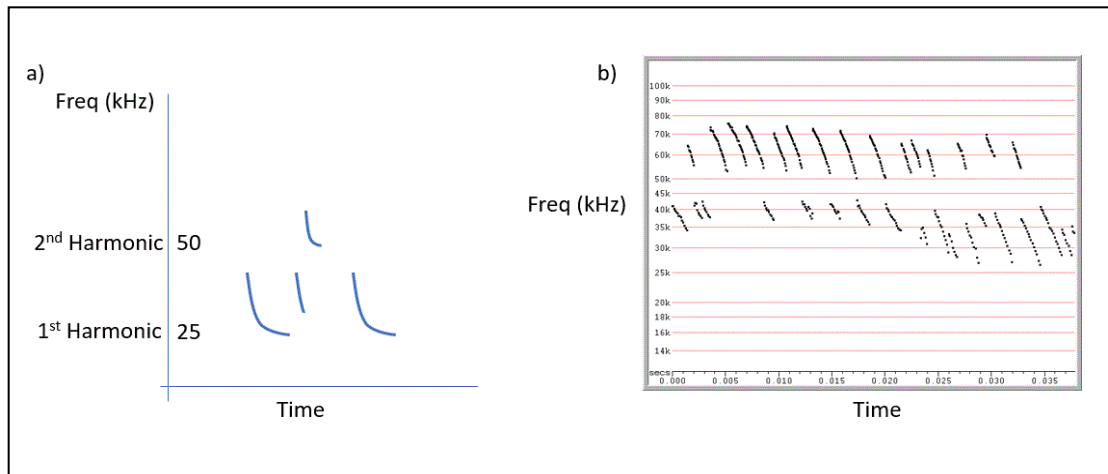 a)
Freq (kHz)
2nd Harmonic 50
1st Harmonic 25
Time
b)
Freq (kHz)
100k
90k
80k
70k
60k
50k
45k
40k
35k
30k
25k
20k
18k
16k
14k
secs
0.000 0.005 0.010 0.015 0.020 0.025 0.030 0.035
Time